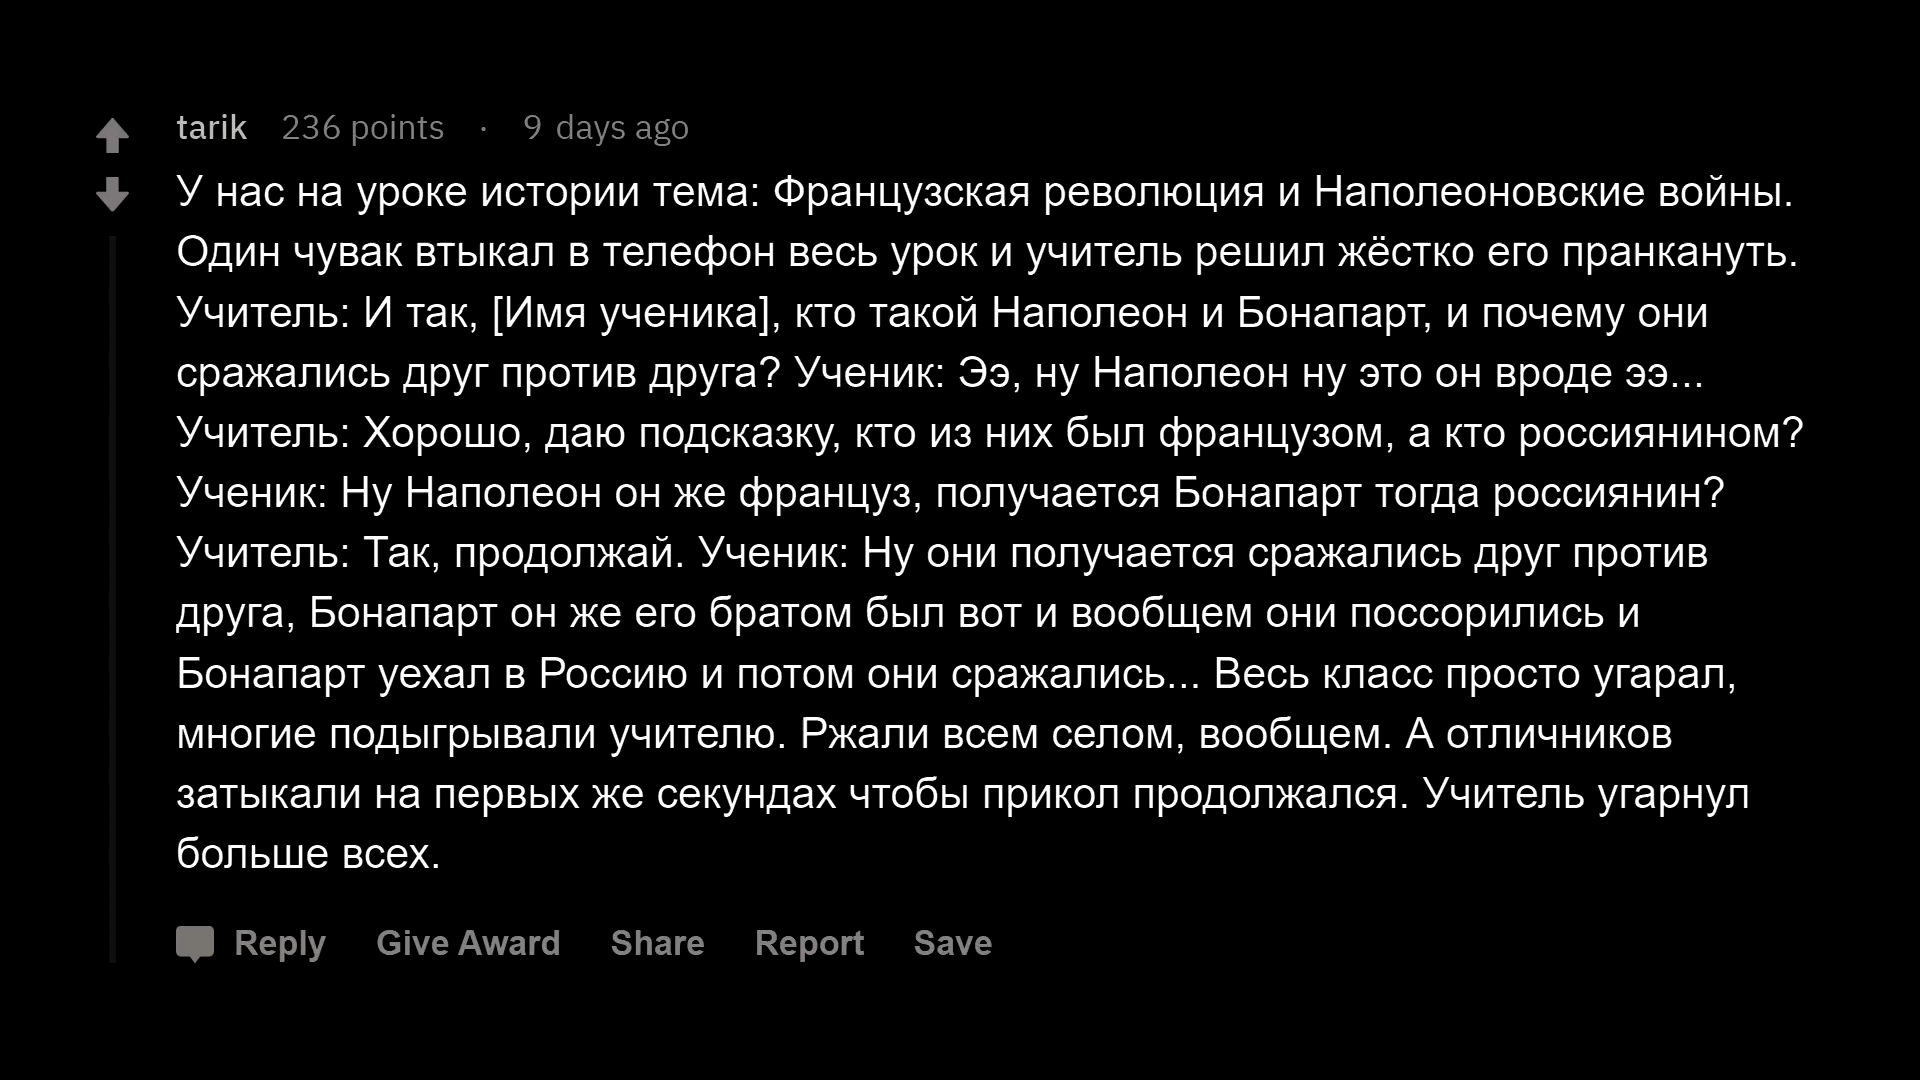 tarik 236 points · 9 days ago
У нас на уроке истории тема: Французская революция и Наполеоновские войны.
Один чувак втыкал в телефон весь урок и учитель решил жёстко его пранкануть.
Учитель: И так, [Имя ученика], кто такой Наполеон и Бонапарт, и почему они
сражались друг против друга? Ученик: Ээ, ну Наполеон ну это он вроде ээ...
Учитель: Хорошо, даю подсказку, кто из них был французом, а кто россиянином?
Ученик: Ну Наполеон он же француз, получается Бонапарт тогда россиянин?
Учитель: Так, продолжай. Ученик: Ну они получается сражались друг против
друга, Бонапарт он же его братом был вот и вообщем они поссорились и
Бонапарт уехал в Россию и потом они сражались... Весь класс просто угарал,
многие подыгрывали учителю. Ржали всем селом, вообщем. А отличников
затыкали на первых же секундах чтобы прикол продолжался. Учитель угарнул
больше всех.
Reply Give Award Share Report Save